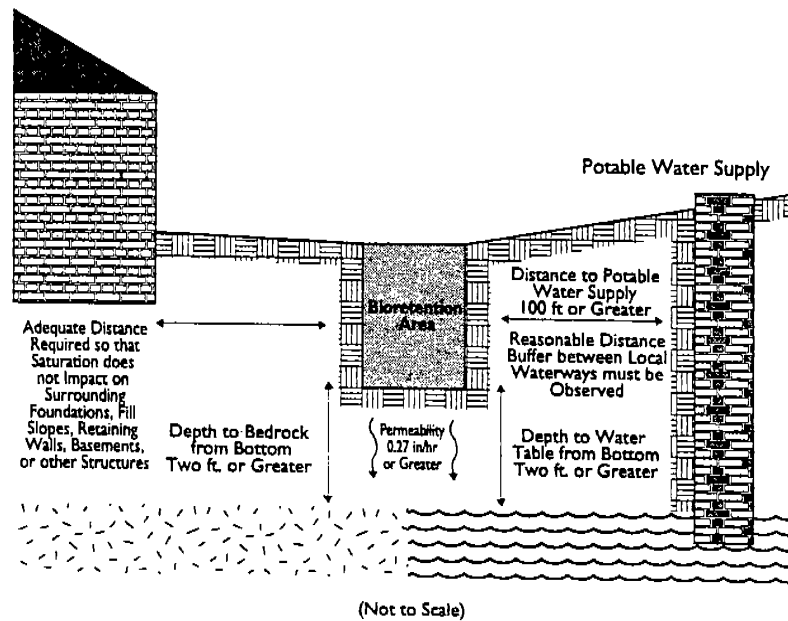 Potable Water Supply
Bioretention
Area
Distance to Potable
Water Supply
100 ft or Greater
Reasonable Distance
Buffer between Local
Waterways must be
Observed
Adequate Distance
Required so that
Saturation does
not Impact on
Surrounding
Foundations, Fill
Slopes, Retaining
Walls, Basements,
or other Structures
Depth to Bedrock
from Bottom
Two ft. or Greater
Permeability
0.27 in/hr
or Greater
Depth to Water
Table from Bottom
Two ft. or Greater
(Not to Scale)